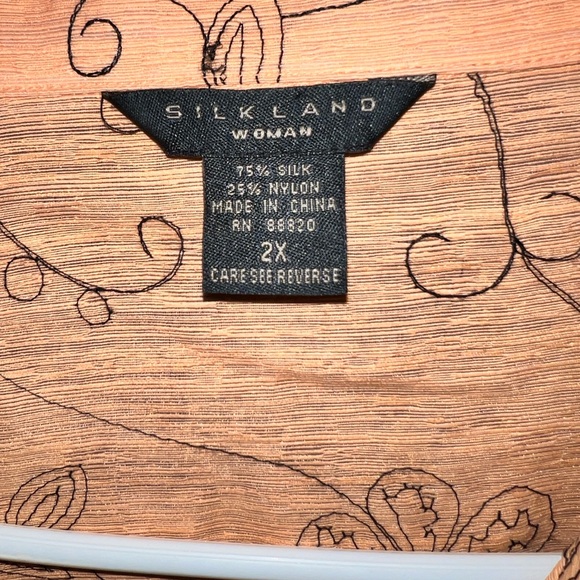 SILKLAND
WOMAN
75% SILK
25% NYLON
MADE IN CHINA
RN 88820
2X
CARE SEE REVERSE